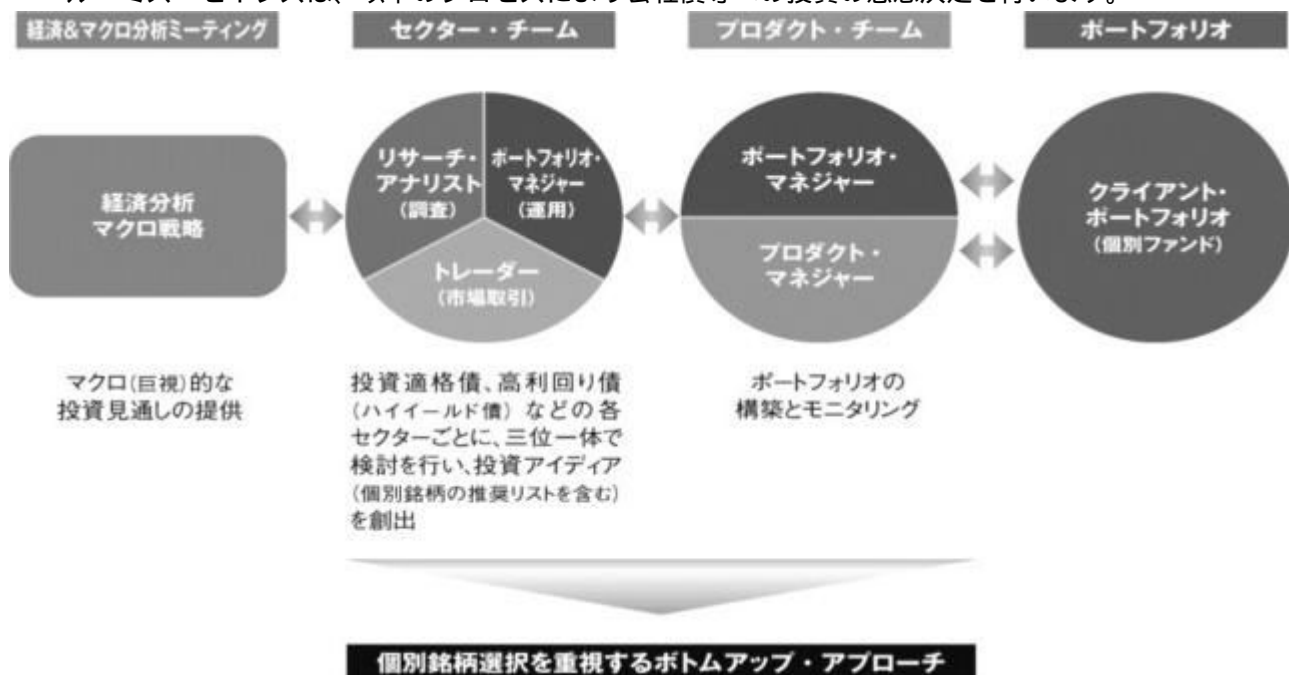 経済&マクロ分析ミーティング
セクター・チーム
プロダクト・チーム
ポートフォリオ
経済分析
マクロ戦略
リサーチ・
アナリスト
(調査)
ポートフォリオ・
マネジャー
(運用)
トレーダー
(市場取引)
ポートフォリオ・
マネジャー
プロダクト・
マネジャー
クライアント・
ポートフォリオ
(個別ファンド)
マクロ(巨視)的な
投資見通しの提供
投資適格債、高利回り債
(ハイイールド債)などの各
セクターごとに、三位一体で
検討を行い、投資アイディア
(個別銘柄の推奨リストを含む)
を創出
ポートフォリオの
構築とモニタリング
個別銘柄選択を重視するボトムアップ・アプローチ